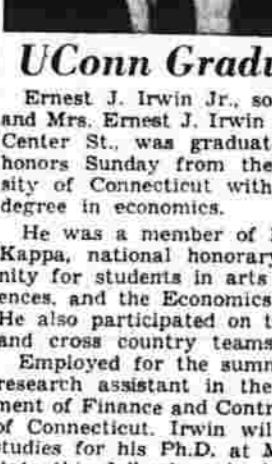 UConn Gradu
Ernest J. Irwin Jr., so
and Mrs. Ernest J. Irwin
Center St., was graduat
honors Sunday from the
sity of Connecticut with
degree in economics.
He was a member of
Kappa, national honorary
nity for students in arts
ences, and the Economics
He also participated on t
and cross country teams
Employed for the summ
research assistant in the
ment of Finance and Contr
of Connecticut. Irwin wil
studies for his Ph.D. at